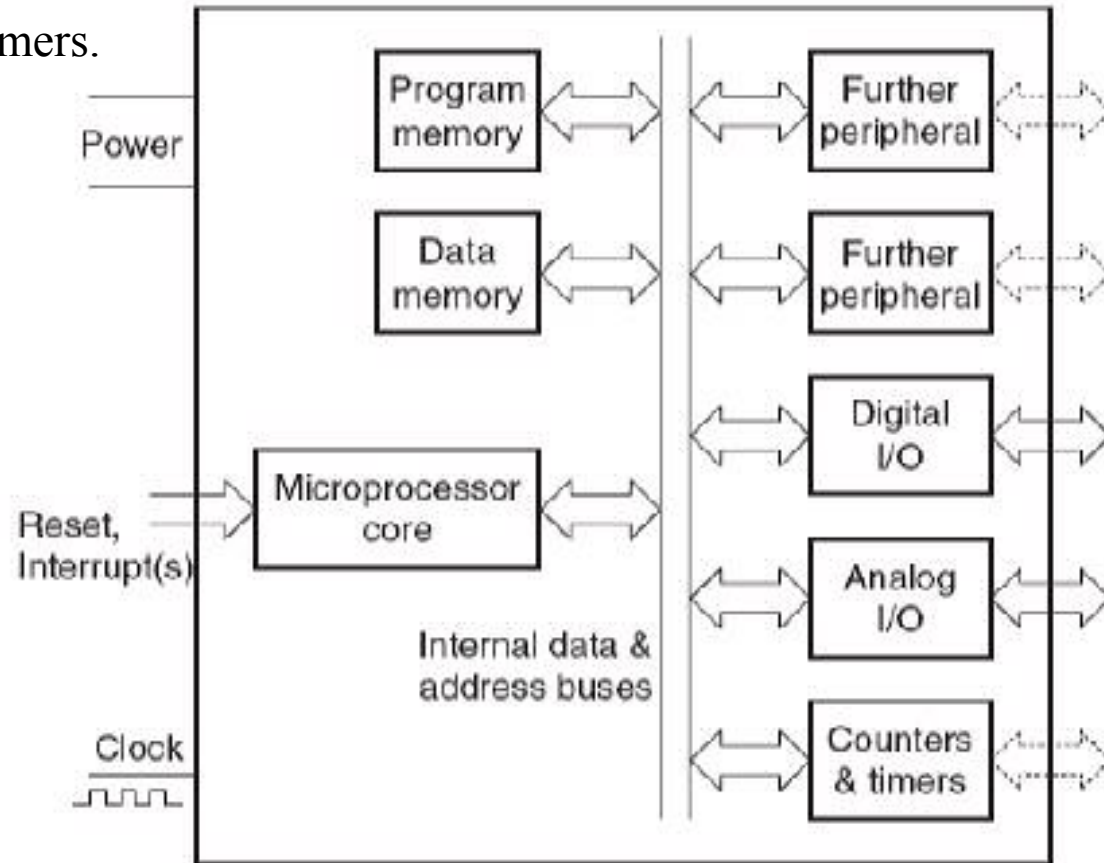 mers.
Power
Program
memory
Further
peripheral
Data
memory
Further
peripheral
Digital
I/O
Microprocessor
core
Reset,
Interrupt(s)
Analog
I/O
Internal data &
address buses
Clock
Counters
& timers